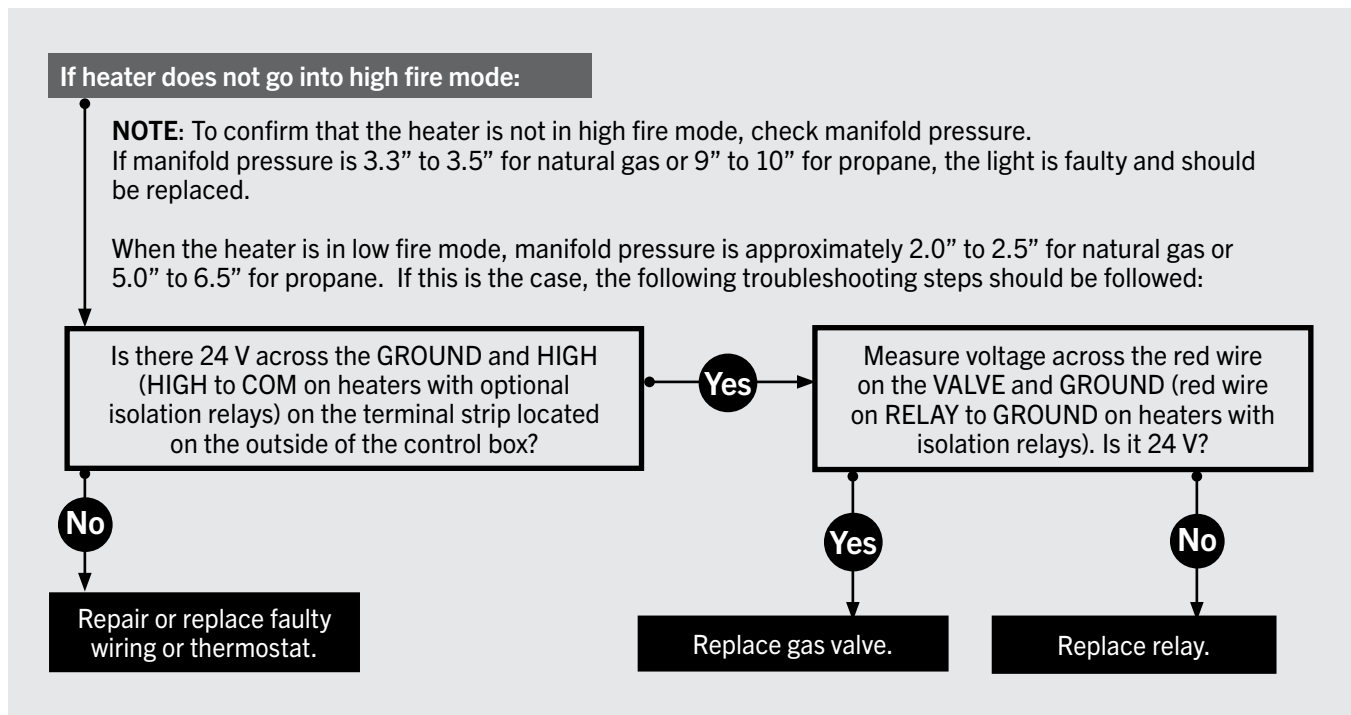 If heater does not go into high fire mode:
NOTE: To confirm that the heater is not in high fire mode, check manifold pressure.
If manifold pressure is 3.3” to 3.5” for natural gas or 9” to 10” for propane, the light is faulty and should
be replaced.
When the heater is in low fire mode, manifold pressure is approximately 2.0” to 2.5” for natural gas or
5.0” to 6.5” for propane.  If this is the case, the following troubleshooting steps should be followed:
Is there 24 V across the GROUND and HIGH
(HIGH to COM on heaters with optional
isolation relays) on the terminal strip located
on the outside of the control box?
Yes
Measure voltage across the red wire
on the VALVE and GROUND (red wire
on RELAY to GROUND on heaters with
isolation relays). Is it 24 V?
No
Yes
No
Repair or replace faulty
wiring or thermostat.
Replace gas valve.
Replace relay.